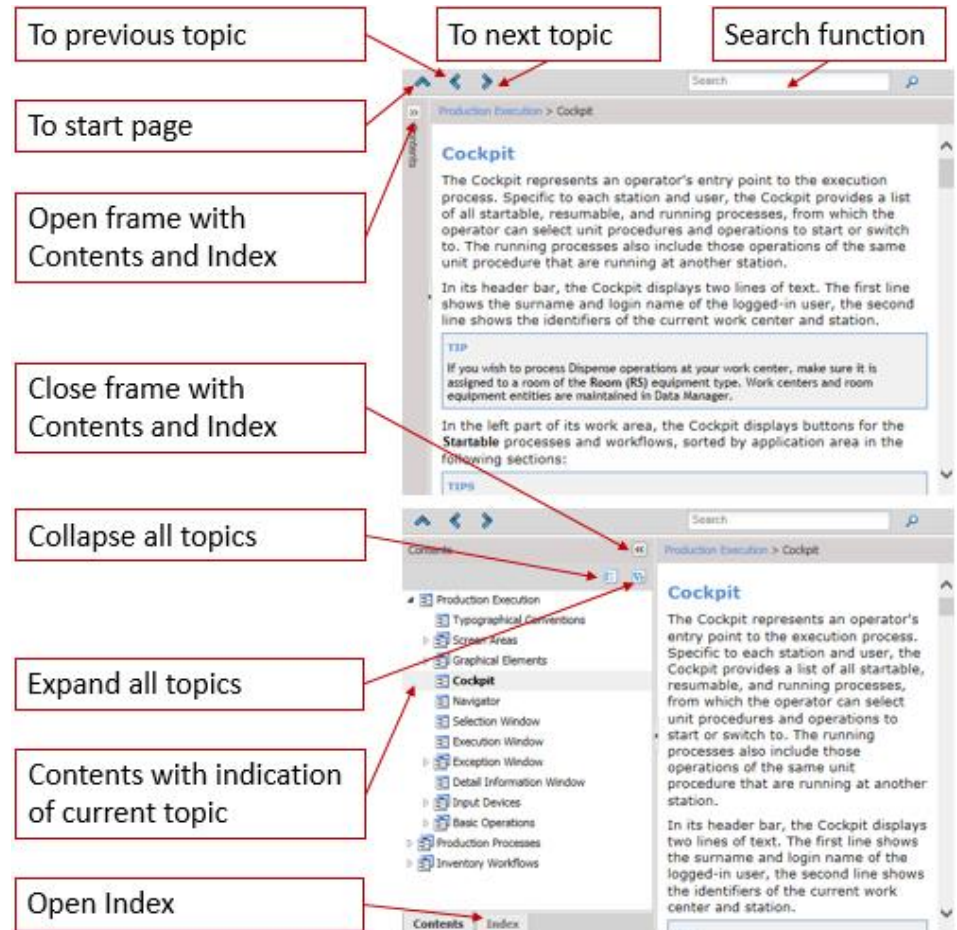 To previous topic
To next topic
Search function
To start page
Open frame with
Contents and Index
Close frame with
Contents and Index
Collapse all topics
Expand all topics
Contents with indication
of current topic
Open Index
Search
Production Execution > Cockpit
Contents
Cockpit
The Cockpit represents an operator's entry point to the execution
process. Specific to each station and user, the Cockpit provides a list
of all startable, resumable, and running processes, from which the
operator can select unit procedures and operations to start or switch
to. The running processes also include those operations of the same
unit procedure that are running at another station.
In its header bar, the Cockpit displays two lines of text. The first line
shows the surname and login name of the logged-in user, the second
line shows the identifiers of the current work center and station.
TIP
If you wish to process Dispense operations at your work center, make sure it is
assigned to a room of the Room (RS) equipment type. Work centers and room
equipment entities are maintained in Data Manager.
In the left part of its work area, the Cockpit displays buttons for the
Startable processes and workflows, sorted by application area in the
following sections:
TIPS
Search
Contents
Production Execution > Cockpit
Production Execution
Typographical Conventions
Screen Areas
Graphical Elements
Cockpit
Navigator
Selection Window
Execution Window
Exception Window
Detail Information Window
Input Devices
Basic Operations
Production Processes
Inventory Workflows
Contents Index
Cockpit
The Cockpit represents an operator's
entry point to the execution process.
Specific to each station and user, the
Cockpit provides a list of all startable,
resumable, and running processes,
from which the operator can select
unit procedures and operations to
start or switch to. The running
processes also include those
operations of the same unit
procedure that are running at another
station.
In its header bar, the Cockpit displays
two lines of text. The first line shows
the surname and login name of the
logged-in user, the second line shows
the identifiers of the current work
center and station.